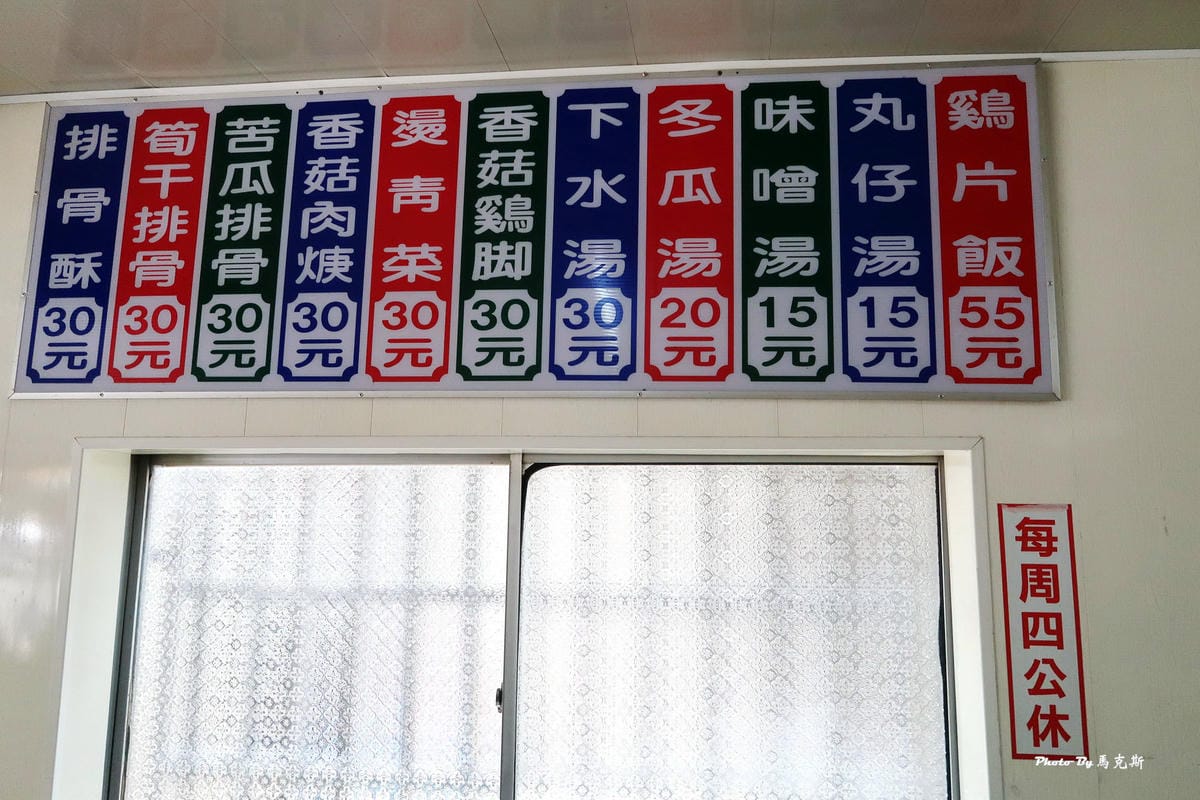 鷄片飯
55元
丸仔湯
15元
味噌湯
15元
冬瓜湯
20元
下水湯
30元
香菇鷄脚
30元
燙青菜
30元
香菇肉焿
30元
苦瓜排骨
30元
筍干排骨
30元
排骨酥
30元
每周四公休
Photo By 馬克斯